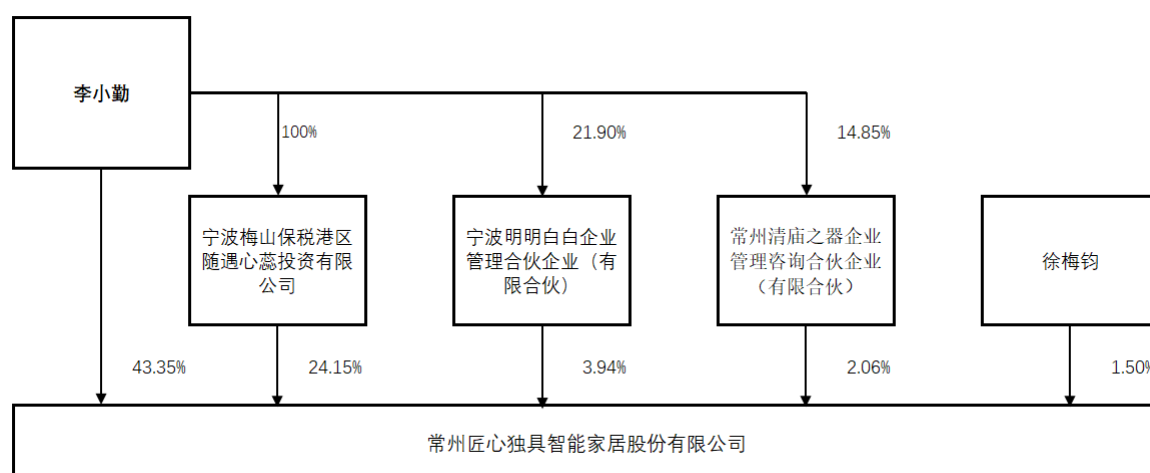 李小勤
100%
21.90%
14.85%
宁波梅山保税港区
随遇心蕊投资有限
公司
宁波明明白白企业
管理合伙企业（有
限合伙）
常州清庙之器企业
管理咨询合伙企业
（有限合伙）
徐梅钧
43.35%
24.15%
3.94%
2.06%
1.50%
常州匠心独具智能家居股份有限公司